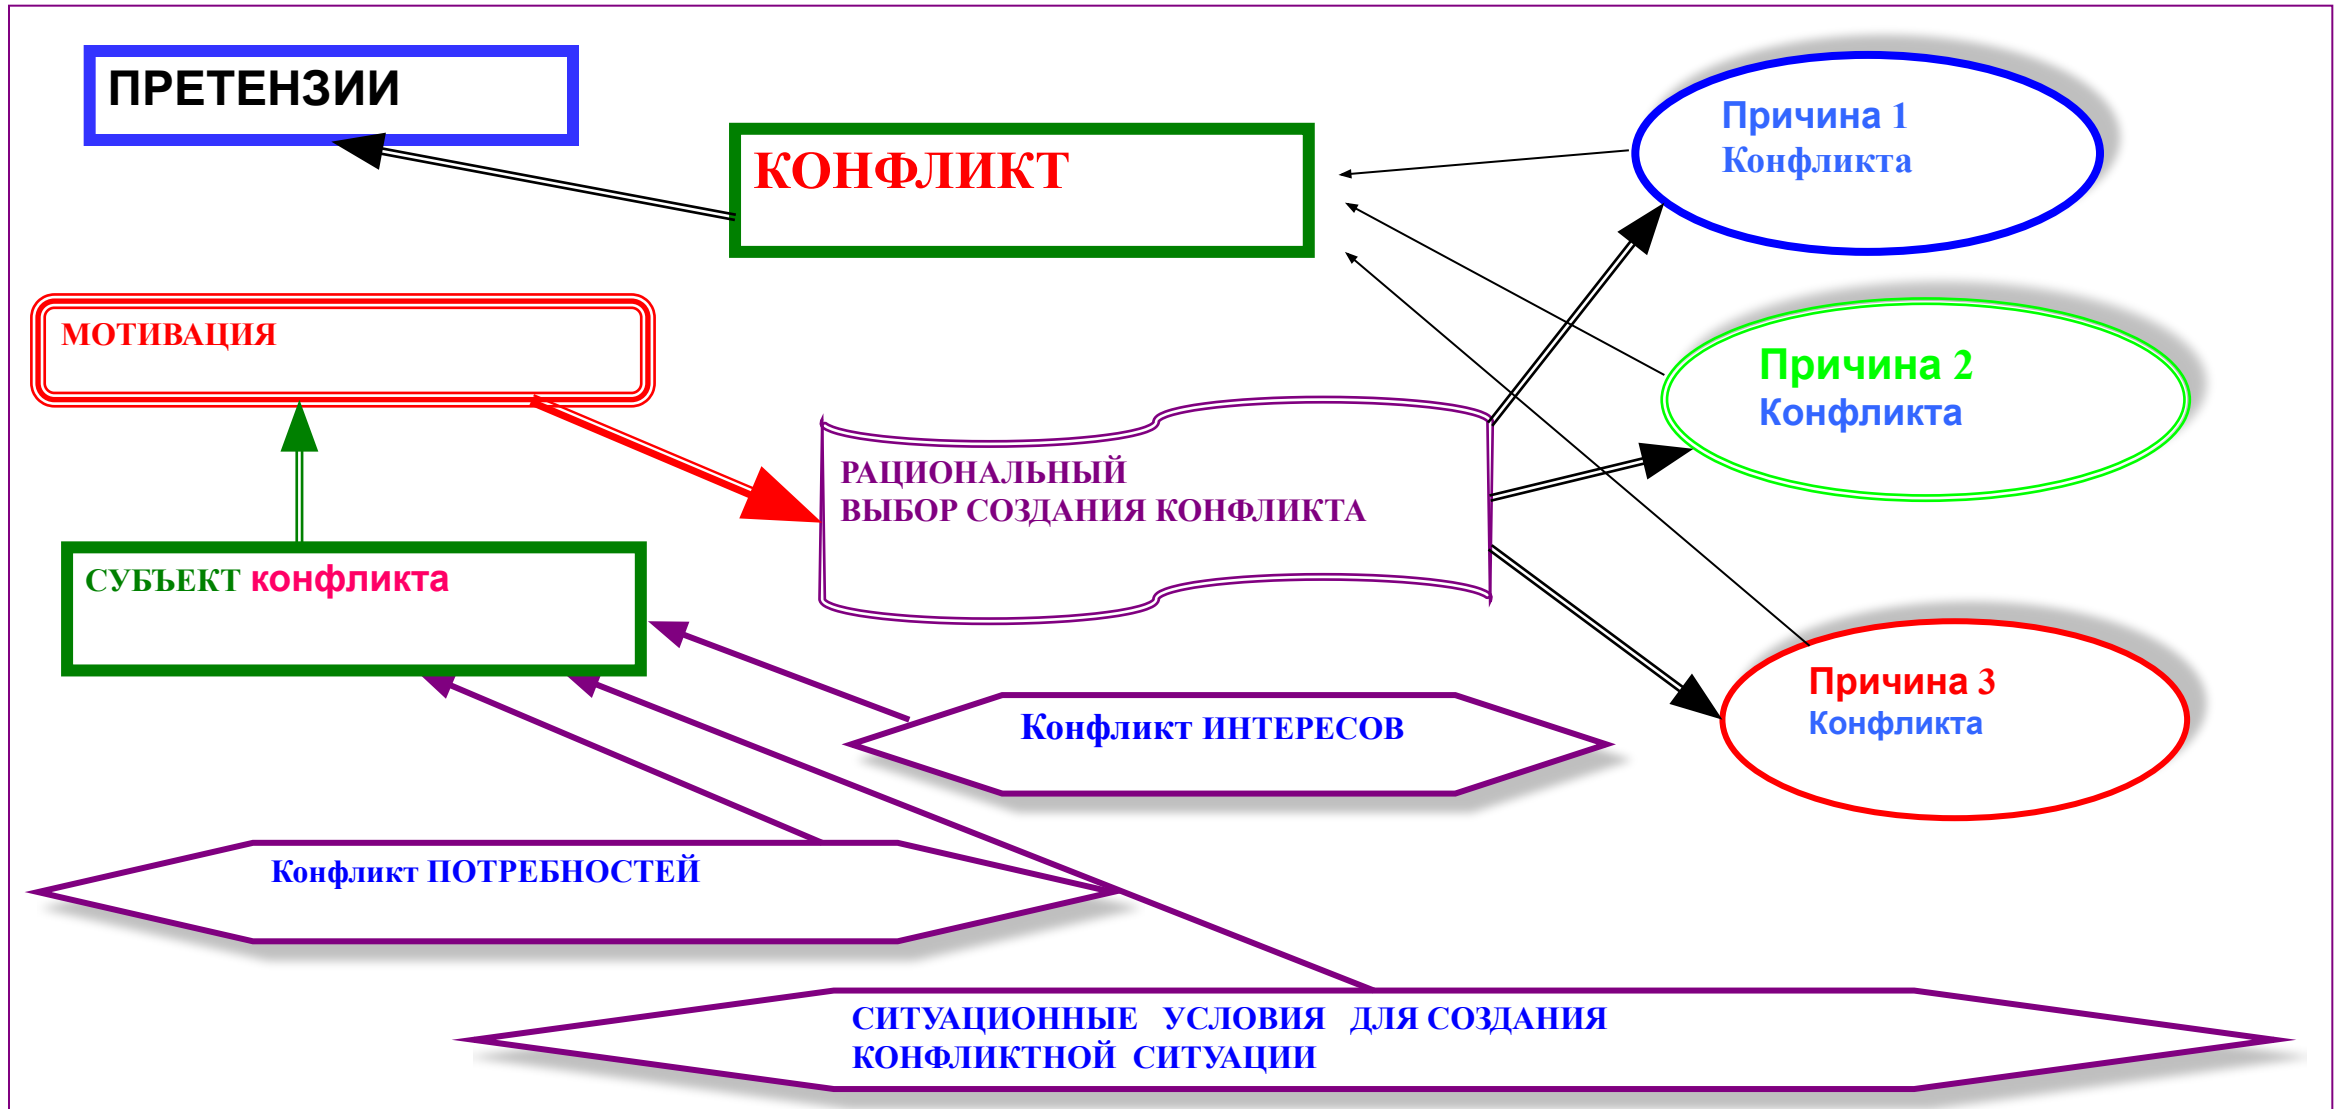 ПРЕТЕНЗИИ
КОНФЛИКТ
Причина 1
Конфликта
МОТИВАЦИЯ
Причина 2
Конфликта
РАЦИОНАЛЬНЫЙ
ВЫБОР СОЗДАНИЯ КОНФЛИКТА
СУБЪЕКТ конфликта
Причина 3
Конфликта
Конфликт ИНТЕРЕСОВ
Конфликт ПОТРЕБНОСТЕЙ
СИТУАЦИОННЫЕ УСЛОВИЯ ДЛЯ СОЗДАНИЯ
КОНФЛИКТНОЙ СИТУАЦИИ